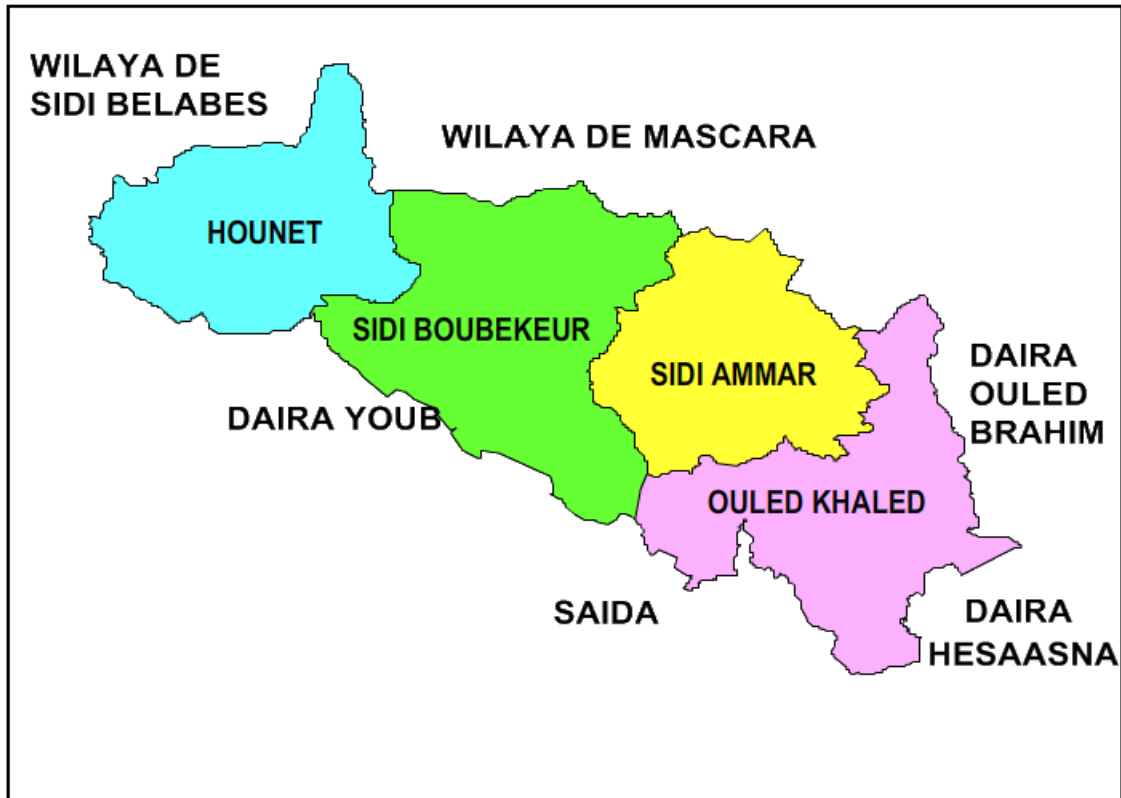 WILAYA DE
SIDI BELABES
WILAYA DE MASCARA
HOUNET
SIDI BOUBEKEUR
SIDI AMMAR
DAIRA
OULED
BRAHIM
DAIRA YOUB
OULED KHALED
SAIDA
DAIRA
HESAASNA